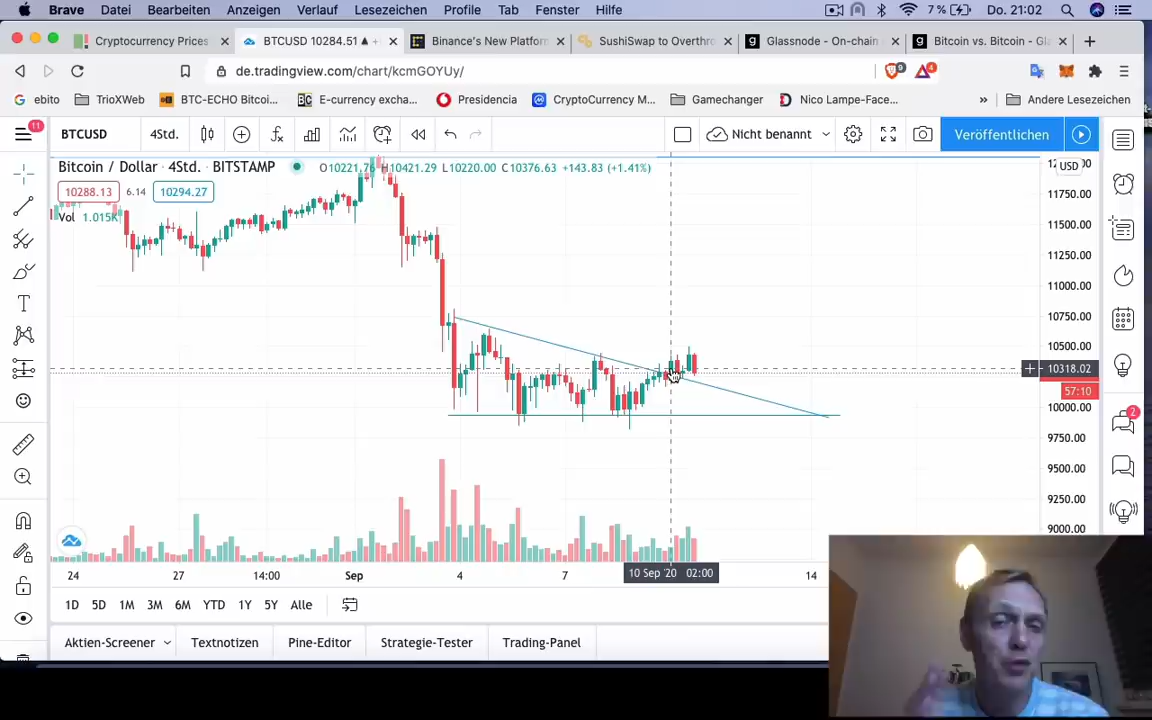 Brave Datei Bearbeiten Anzeigen Verlauf Lesezeichen Profile Tab Fenster Hilfe 7 % Do. 21:02
Cryptocurrency Prices BTCUSD 10284.51 ▲ Binance's New Platform SushiSwap to Overthro Glassnode - On-chain Bitcoin vs. Bitcoin - Gl
de.tradingview.com/chart/kcmGOYUy/ 9 4
ebito TrioXWeb BTC-ECHO Bitcoi... E-currency excha... Presidencia CryptoCurrency M... Gamechanger Nico Lampe-Face... » Andere Lesezeichen
11 BTCUSD 4Std. Nicht benannt Veröffentlichen
Bitcoin / Dollar · 4Std. · BITSTAMP O10221.76 H10421.29 L10220.00 C10376.63 +143.83 (+1.41%) USD
10288.13 6.14 10294.27
Vol 1.015K
11750.00
11500.00
11250.00
11000.00
10750.00
10500.00
10318.02
57:10
10000.00
9750.00
9500.00
9250.00
9000.00
2
24 27 14:00 Sep 4 7 10 Sep '20 02:00 14
1D 5D 1M 3M 6M YTD 1Y 5Y Alle
Aktien-Screener Textnotizen Pine-Editor Strategie-Tester Trading-Panel